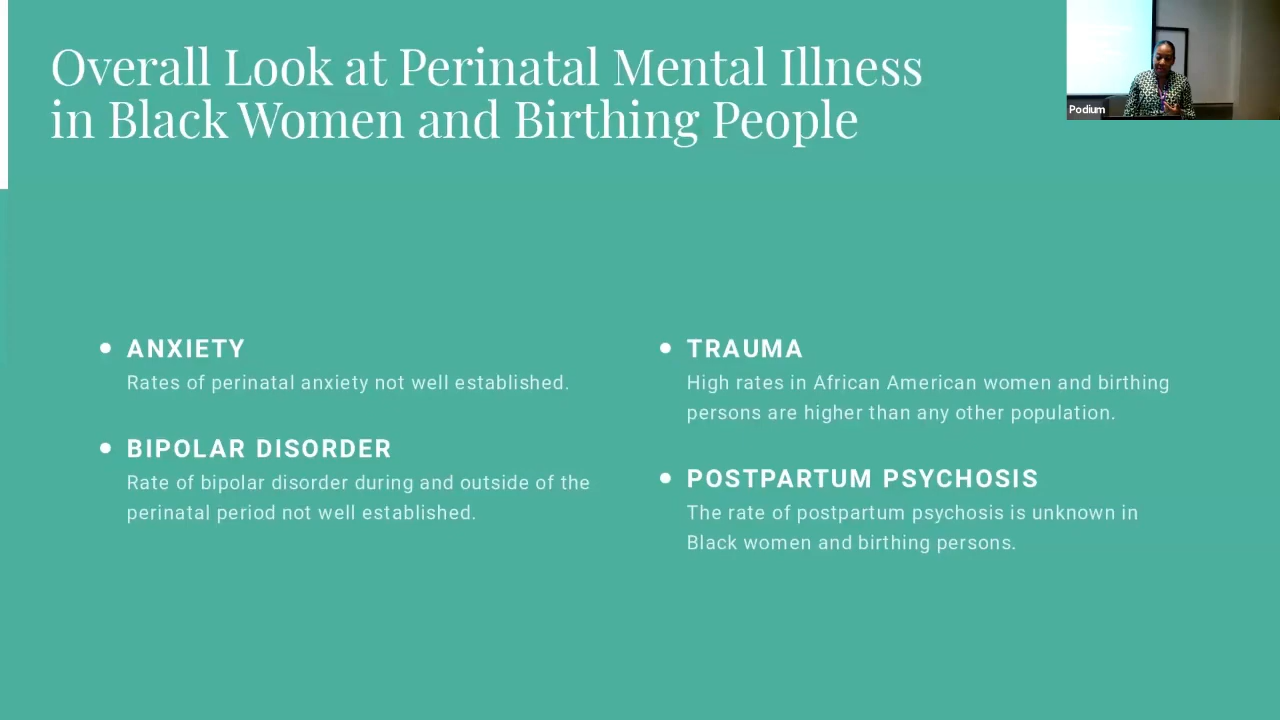 Overall Look at Perinatal Mental Illness
in Black Women and Birthing People
Podium
ANXIETY
Rates of perinatal anxiety not well established.
BIPOLAR DISORDER
Rate of bipolar disorder during and outside of the
perinatal period not well established.
TRAUMA
High rates in African American women and birthing
persons are higher than any other population.
POSTPARTUM PSYCHOSIS
The rate of postpartum psychosis is unknown in
Black women and birthing persons.